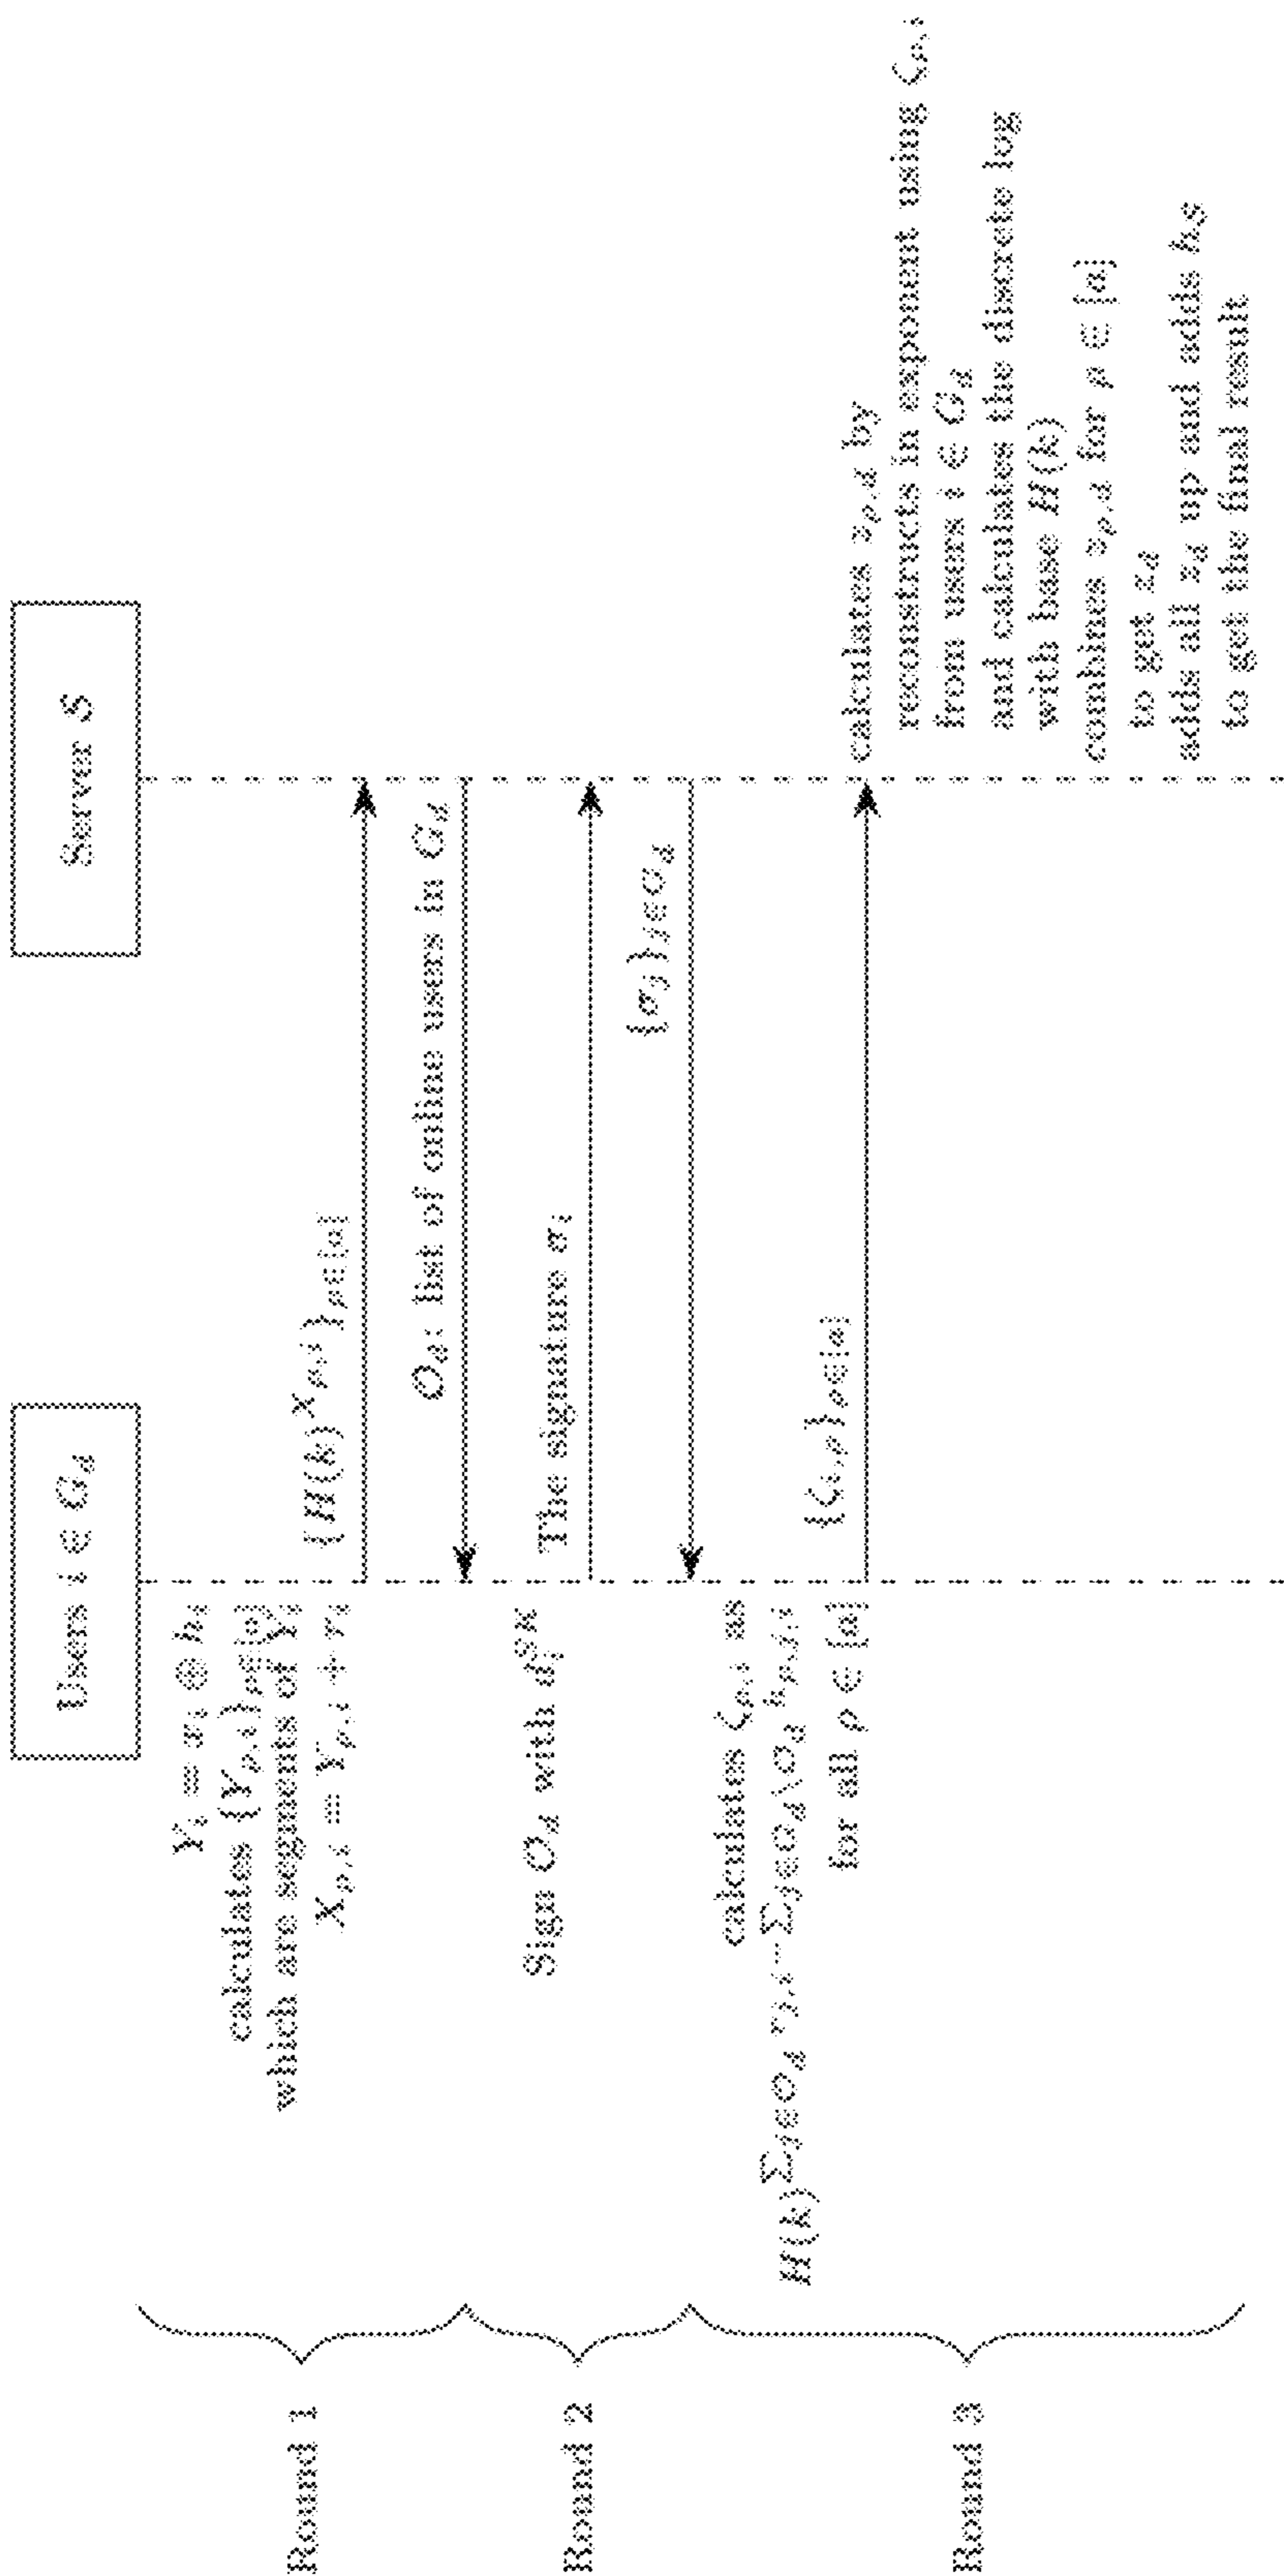 Users i ∈ G_d
Server S
Round 1
Y_i = x_i ⊕ h_i
calculates {Y_{ρ,i}}_{ρ∈[a]}
which are segments of Y_i
X_{ρ,i} = Y_{ρ,i} + r_i
{H(k)^{X_{ρ,i}}}_{ρ∈[a]}
O_d: list of online users in G_d
Round 2
Sign O_d with d_i^{SK}
The signature σ_i
{σ_j}_{j∈O_d}
Round 3
calculates ζ_{ρ,i} as
for all ρ ∈ [a]
{ζ_{i,ρ}}_{ρ∈[a]}
calculates z_{ρ,d} by
reconstructs in exponent using ζ_{ρ,i}
from users i ∈ G_d
and calculates the discrete log
with base H(k)
combines z_{ρ,d} for ρ ∈ [a]
to get z_d
adds all z_d up and adds h_S
to get the final result